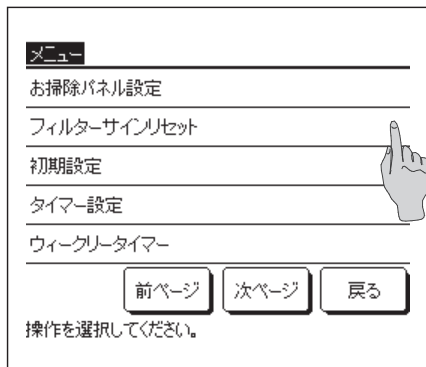 メニュー
お掃除パネル設定
フィルターサインリセット
初期設定
タイマー設定
ウィークリータイマー
前ページ 次ページ 戻る
操作を選択してください。